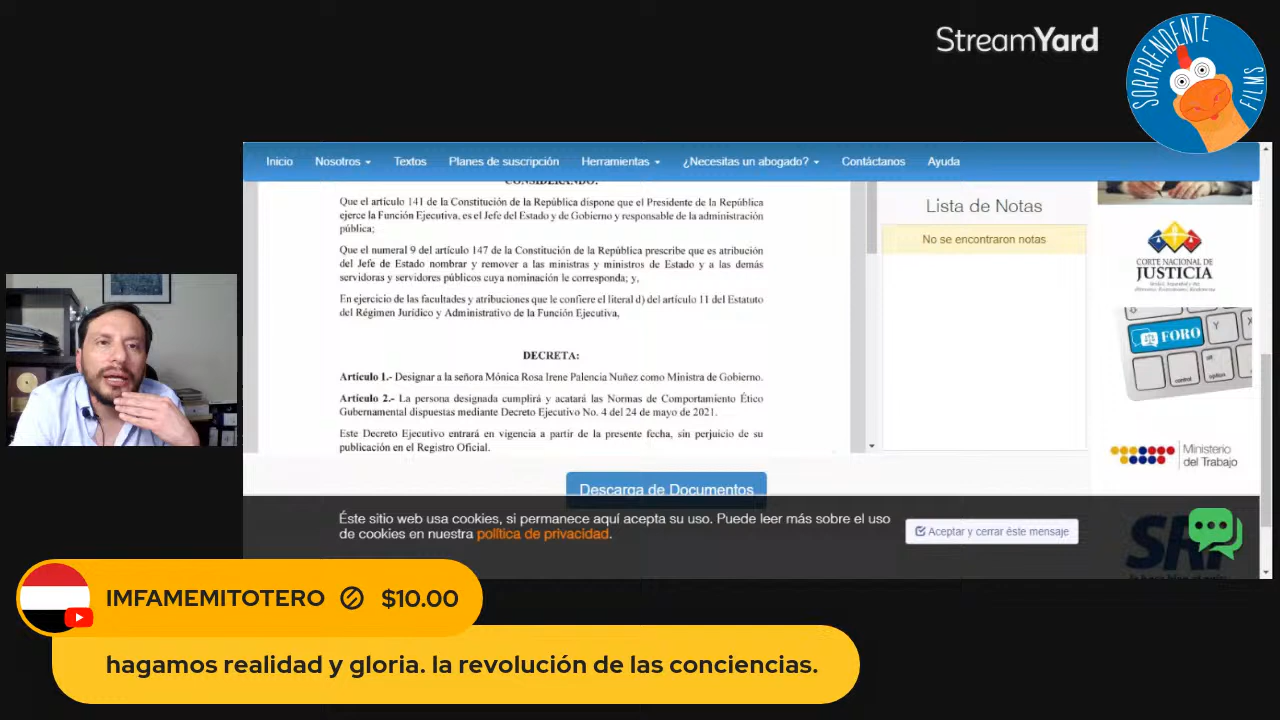 StreamYard
SORPRENDENTE
FILMS
Inicio Nosotros Textos Planes de suscripción Herramientas ¿Necesitas un abogado? Contáctanos Ayuda
CONSIDERANDO:
Que el artículo 141 de la Constitución de la República dispone que el Presidente de la República
ejerce la Función Ejecutiva, es el Jefe del Estado y de Gobierno y responsable de la administración
pública;
Que el numeral 9 del artículo 147 de la Constitución de la República prescribe que es atribución
del Jefe de Estado nombrar y remover a las ministras y ministros de Estado y a las demás
servidoras y servidores públicos cuya nominación le corresponda; y,
En ejercicio de las facultades y atribuciones que le confiere el literal d) del artículo 11 del Estatuto
del Régimen Jurídico y Administrativo de la Función Ejecutiva,
DECRETA:
Artículo 1.- Designar a la señora Mónica Rosa Irene Palencia Nuñez como Ministra de Gobierno.
Artículo 2.- La persona designada cumplirá y acatará las Normas de Comportamiento Ético
Gubernamental dispuestas mediante Decreto Ejecutivo No. 4 del 24 de mayo de 2021.
Este Decreto Ejecutivo entrará en vigencia a partir de la presente fecha, sin perjuicio de su
publicación en el Registro Oficial.
Lista de Notas
No se encontraron notas
CORTE NACIONAL DE
JUSTICIA
FORO
Y
X
control
option
Ministerio
del Trabajo
SRI
Descarga de Documentos
Éste sitio web usa cookies, si permanece aquí acepta su uso. Puede leer más sobre el uso
de cookies en nuestra política de privacidad.
Aceptar y cerrar éste mensaje
IMFAMEMITOTERO $10.00
hagamos realidad y gloria. la revolución de las conciencias.